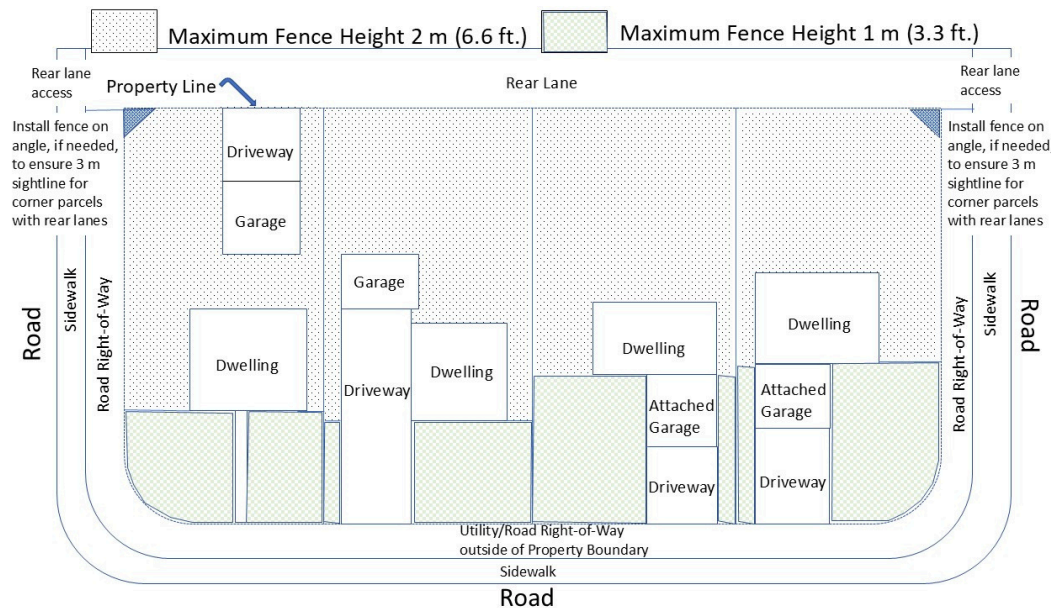 Maximum Fence Height 2 m (6.6 ft.)
Maximum Fence Height 1 m (3.3 ft.)
Rear lane
access
Property Line
Rear Lane
Rear lane
access
Install fence on
angle, if needed,
to ensure 3 m
sightline for
corner parcels
with rear lanes
Install fence on
angle, if needed
to ensure 3 m
sightline for
corner parcels
with rear lanes
Driveway
Garage
Garage
Dwelling
Driveway
Dwelling
Dwelling
Attached
Garage
Driveway
Dwelling
Attached
Garage
Driveway
Road
Sidewalk
Road Right-of-Way
Road Right-of-Way
Sidewalk
Road
Utility/Road Right-of-Way
outside of Property Boundary
Sidewalk
Road